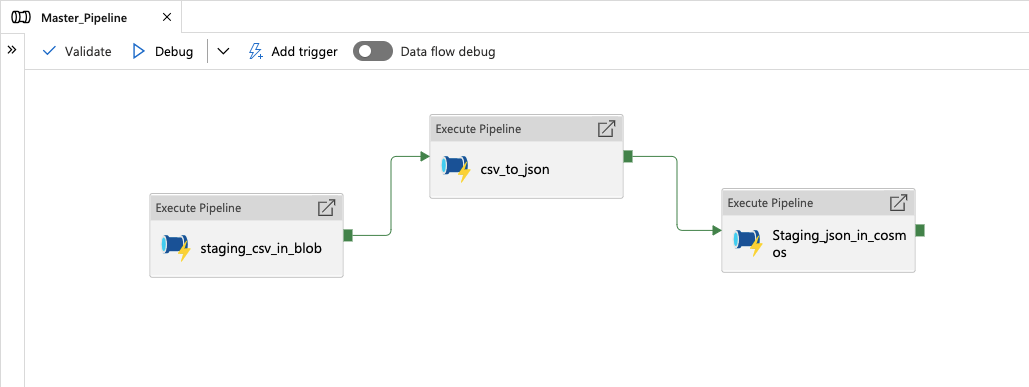 Master_Pipeline
Validate Debug Add trigger Data flow debug
Execute Pipeline
csv_to_json
Execute Pipeline
staging_csv_in_blob
Execute Pipeline
Staging_json_in_cosm
os